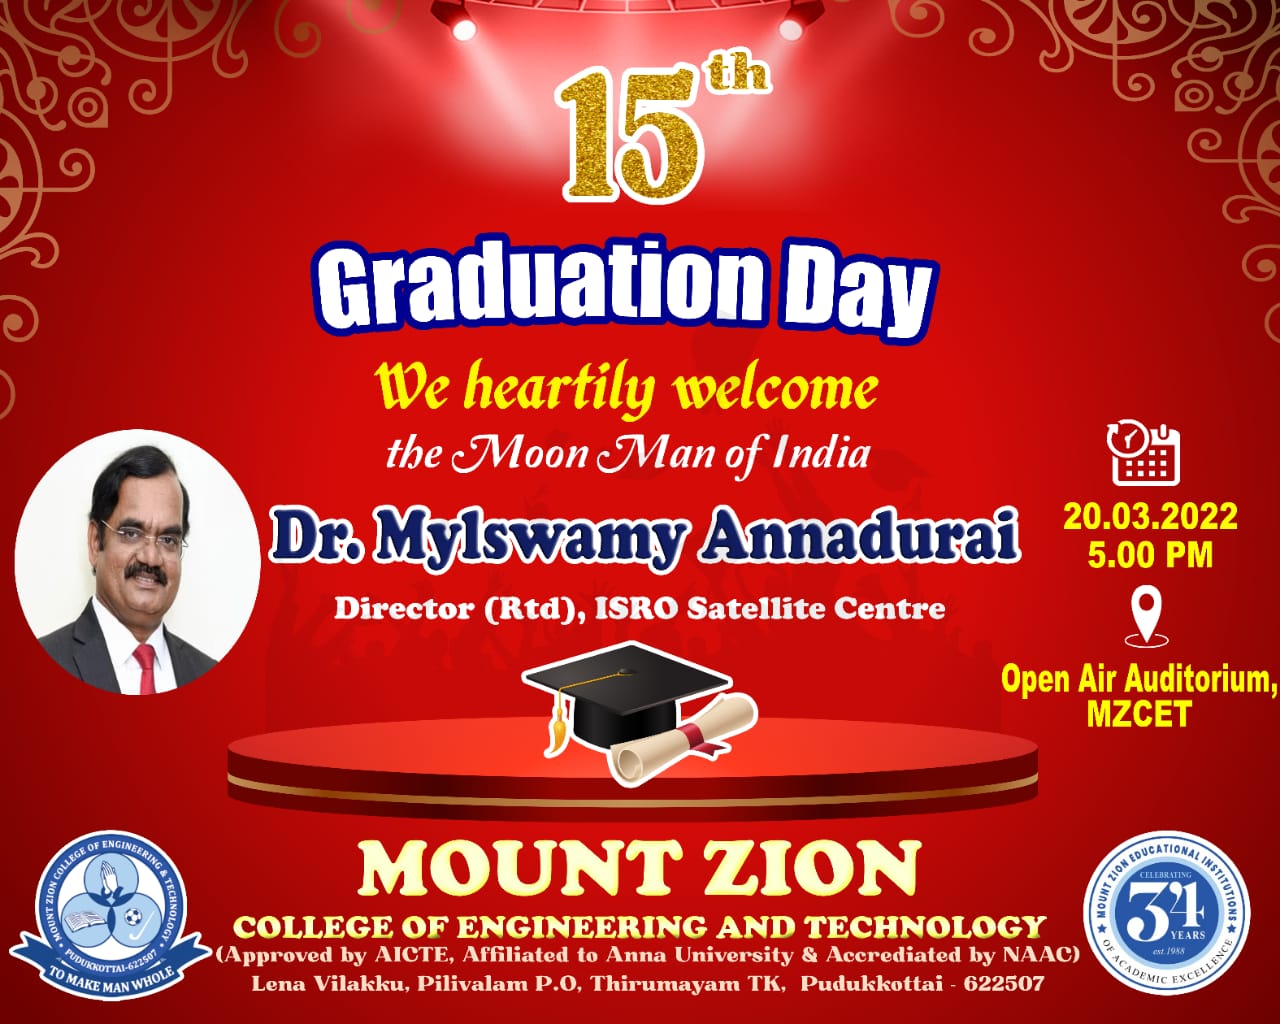 15th
Graduation Day
We heartily welcome
the Moon Man of India
Dr. Mylswamy Annadurai
Director (Rtd), ISRO Satellite Centre
20.03.2022
5.00 PM
Open Air Auditorium,
MZCET
MOUNT ZION
COLLEGE OF ENGINEERING AND TECHNOLOGY
(Approved by AICTE, Affiliated to Anna University & Accrediated by NAAC)
Lena Vilakku, Pilivalam P.O, Thirumayam TK, Pudukkottai - 622507
MOUNT ZION COLLEGE OF ENGINEERING & TECHNOLOGY
PUDUKKOTTAI-622507
TO MAKE MAN WHOLE
MOUNT ZION EDUCATIONAL INSTITUTIONS
CELEBRATING
34
YEARS
est.1988
OF ACADEMIC EXCELLENCE